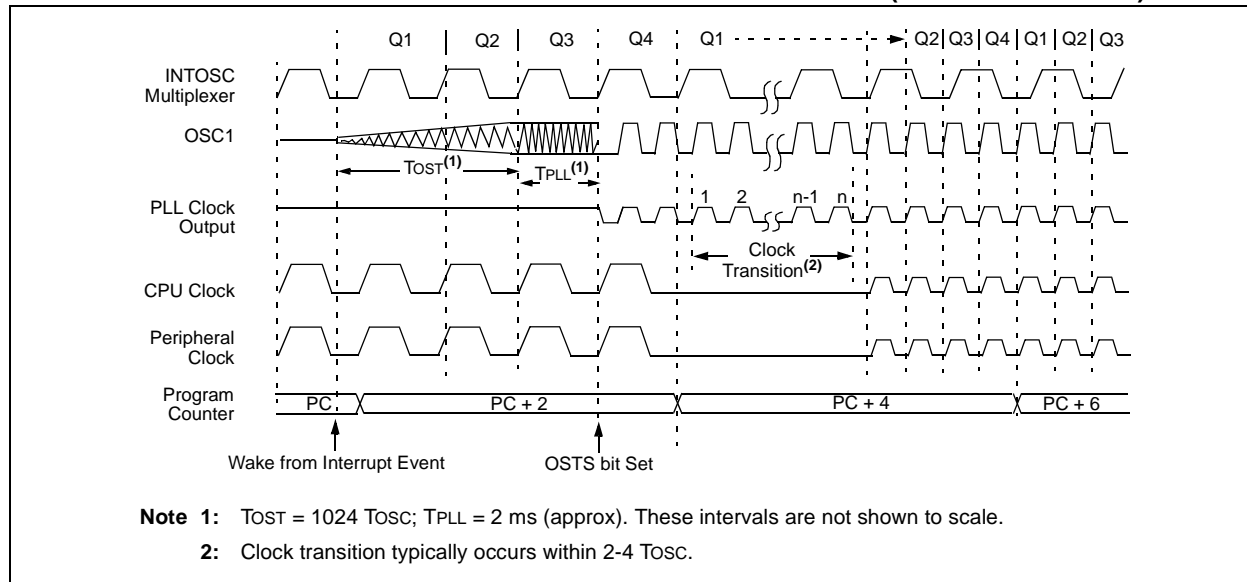 Q1 Q2 Q3 Q4 Q1 Q2 Q3 Q4 Q1 Q2 Q3
INTOSC
Multiplexer
OSC1
TOST(1)
TPLL(1)
1 2 n-1 n
PLL Clock
Output
Clock
Transition(2)
CPU Clock
Peripheral
Clock
Program
Counter
PC PC + 2 PC + 4 PC + 6
Wake from Interrupt Event OSTS bit Set
Note 1: TOST = 1024 TOSC; TPLL = 2 ms (approx). These intervals are not shown to scale.
2: Clock transition typically occurs within 2-4 TOSC.